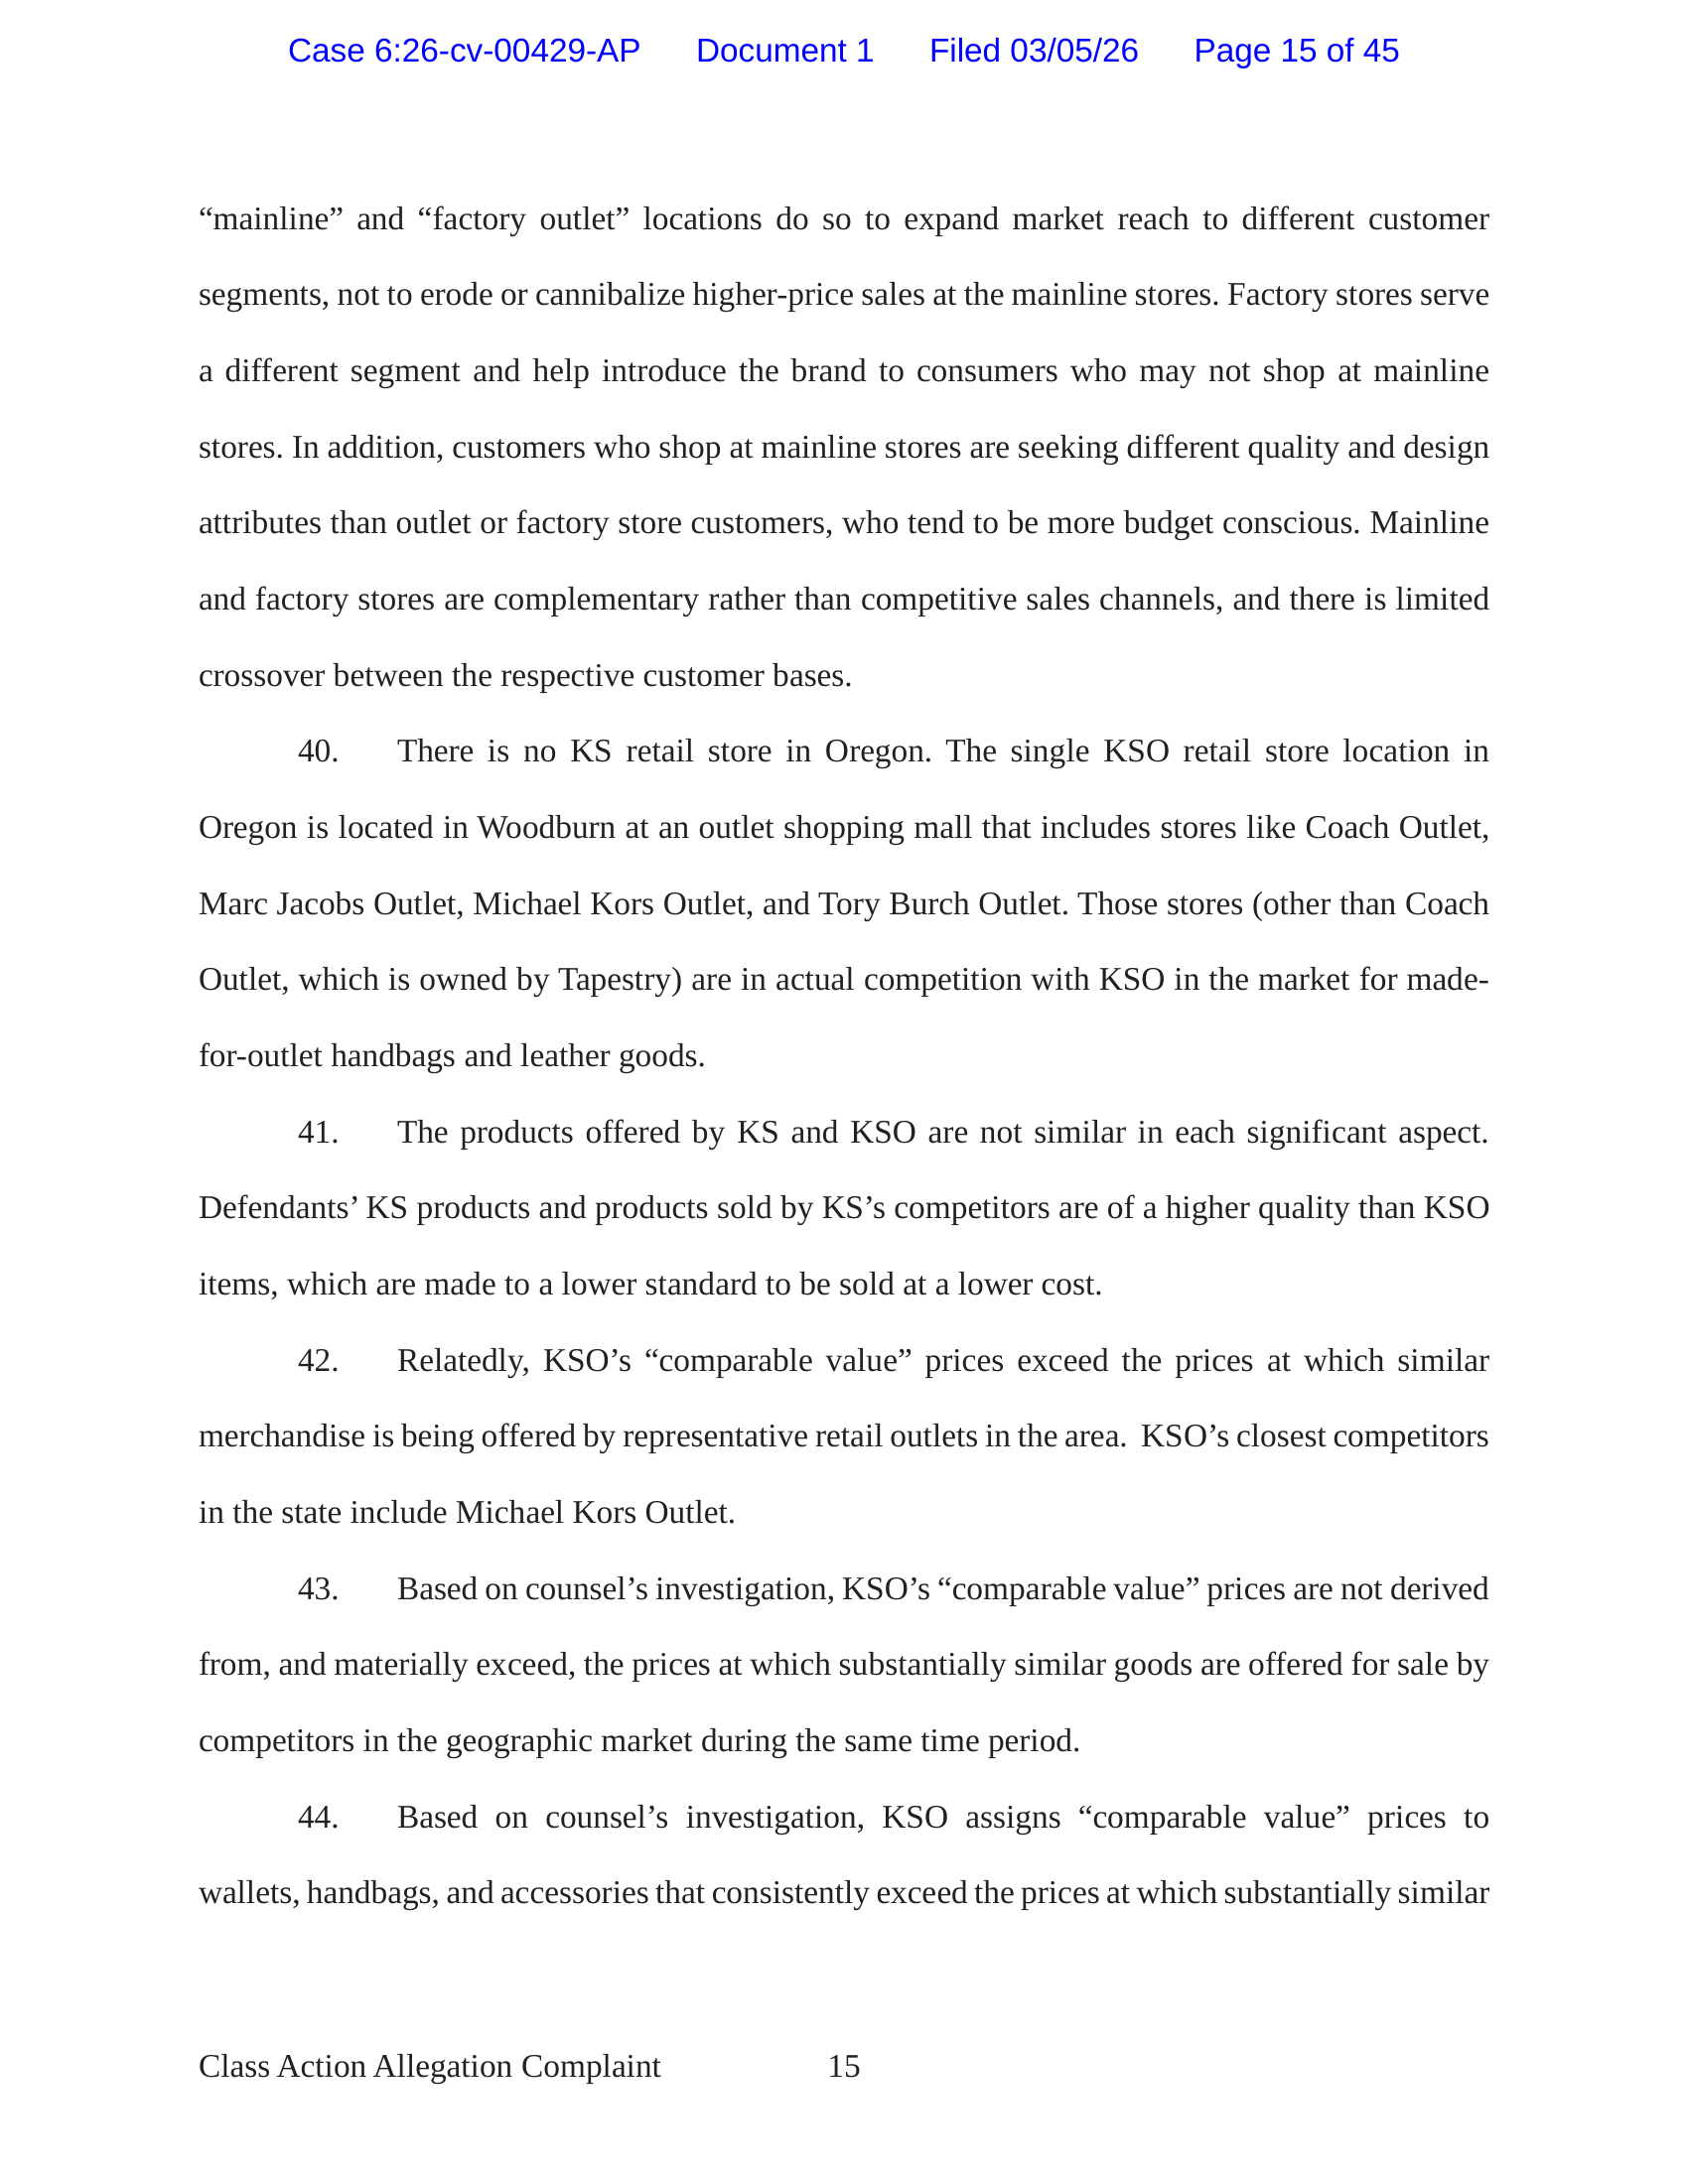 Case 6:26-cv-00429-AP Document 1 Filed 03/05/26 Page 15 of 45
“mainline” and “factory outlet” locations do so to expand market reach to different customer
segments, not to erode or cannibalize higher-price sales at the mainline stores. Factory stores serve
a different segment and help introduce the brand to consumers who may not shop at mainline
stores. In addition, customers who shop at mainline stores are seeking different quality and design
attributes than outlet or factory store customers, who tend to be more budget conscious. Mainline
and factory stores are complementary rather than competitive sales channels, and there is limited
crossover between the respective customer bases.
40. There is no KS retail store in Oregon. The single KSO retail store location in
Oregon is located in Woodburn at an outlet shopping mall that includes stores like Coach Outlet,
Marc Jacobs Outlet, Michael Kors Outlet, and Tory Burch Outlet. Those stores (other than Coach
Outlet, which is owned by Tapestry) are in actual competition with KSO in the market for made-
for-outlet handbags and leather goods.
41. The products offered by KS and KSO are not similar in each significant aspect.
Defendants’ KS products and products sold by KS’s competitors are of a higher quality than KSO
items, which are made to a lower standard to be sold at a lower cost.
42. Relatedly, KSO’s “comparable value” prices exceed the prices at which similar
merchandise is being offered by representative retail outlets in the area.  KSO’s closest competitors
in the state include Michael Kors Outlet.
43. Based on counsel’s investigation, KSO’s “comparable value” prices are not derived
from, and materially exceed, the prices at which substantially similar goods are offered for sale by
competitors in the geographic market during the same time period.
44. Based on counsel’s investigation, KSO assigns “comparable value” prices to
wallets, handbags, and accessories that consistently exceed the prices at which substantially similar
Class Action Allegation Complaint 15